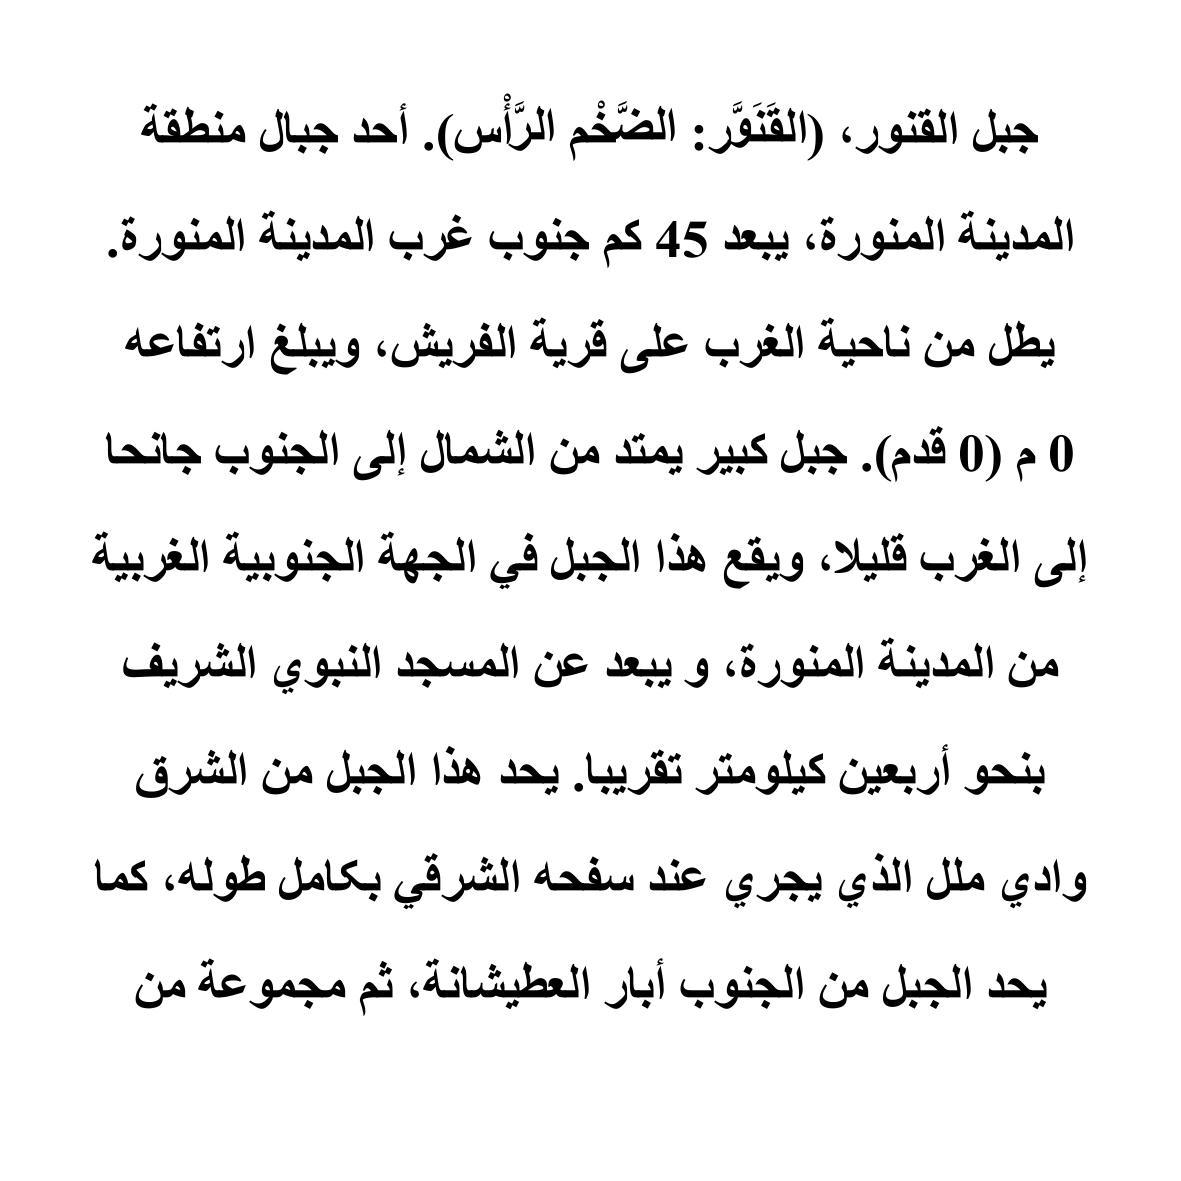 جبل القنور، (القَنَوَّر: الضَّخْم الرَّأْس). أحد جبال منطقة
المدينة المنورة، يبعد 45 كم جنوب غرب المدينة المنورة.
يطل من ناحية الغرب على قرية الفريش، ويبلغ ارتفاعه
0 م (0 قدم). جبل كبير يمتد من الشمال إلى الجنوب جانحا
إلى الغرب قليلا، ويقع هذا الجبل في الجهة الجنوبية الغربية
من المدينة المنورة، و يبعد عن المسجد النبوي الشريف
بنحو أربعين كيلومتر تقريبا. يحد هذا الجبل من الشرق
وادي ملل الذي يجري عند سفحه الشرقي بكامل طوله، كما
يحد الجبل من الجنوب أبار العطيشانة، ثم مجموعة من